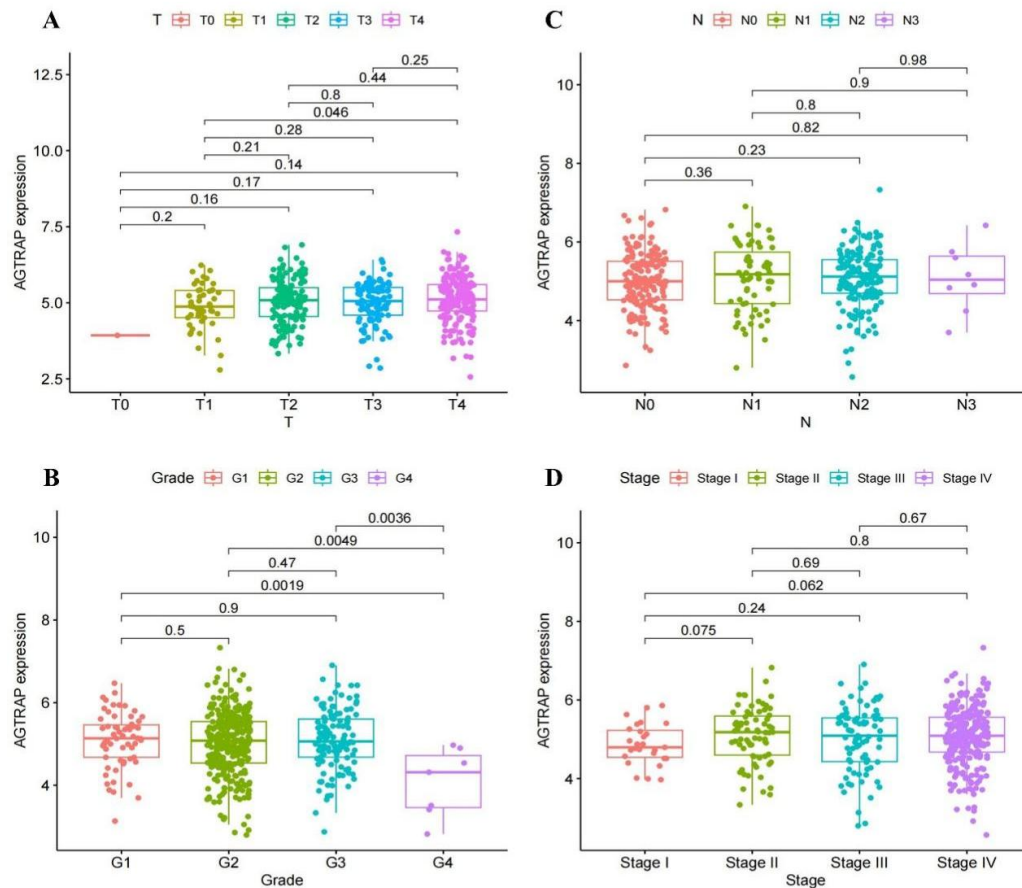 A
T T0 T1 T2 T3 T4
12.5
10.0
7.5
5.0
2.5
AGTRAP expression
0.25
0.44
0.8
0.046
0.28
0.21
0.14
0.17
0.16
0.2
T0 T1 T2 T3 T4
T
C
N N0 N1 N2 N3
10
8
6
4
AGTRAP expression
0.98
0.9
0.8
0.82
0.23
0.36
N0 N1 N2 N3
N
B
Grade G1 G2 G3 G4
10
8
6
4
AGTRAP expression
0.0036
0.0049
0.47
0.0019
0.9
0.5
G1 G2 G3 G4
Grade
D
Stage Stage I Stage II Stage III Stage IV
10
8
6
4
AGTRAP expression
0.67
0.8
0.69
0.062
0.24
0.075
Stage I Stage II Stage III Stage IV
Stage